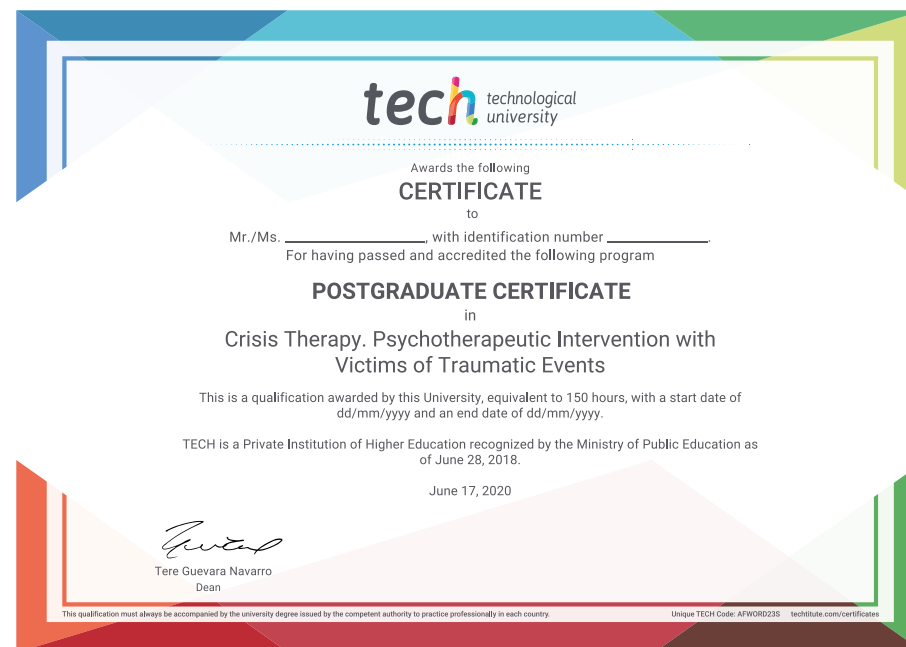 tech technological
university
Awards the following
CERTIFICATE
to
Mr./Ms. ____________________, with identification number ______________.
For having passed and accredited the following program
POSTGRADUATE CERTIFICATE
in
Crisis Therapy. Psychotherapeutic Intervention with
Victims of Traumatic Events
This is a qualification awarded by this University, equivalent to 150 hours, with a start date of
dd/mm/yyyy and an end date of dd/mm/yyyy.
TECH is a Private Institution of Higher Education recognized by the Ministry of Public Education as
of June 28, 2018.
June 17, 2020
Tere Guevara Navarro
Dean
This qualification must always be accompanied by the university degree issued by the competent authority to practice professionally in each country. Unique TECH Code: AFWORD23S techtitute.com/certificates